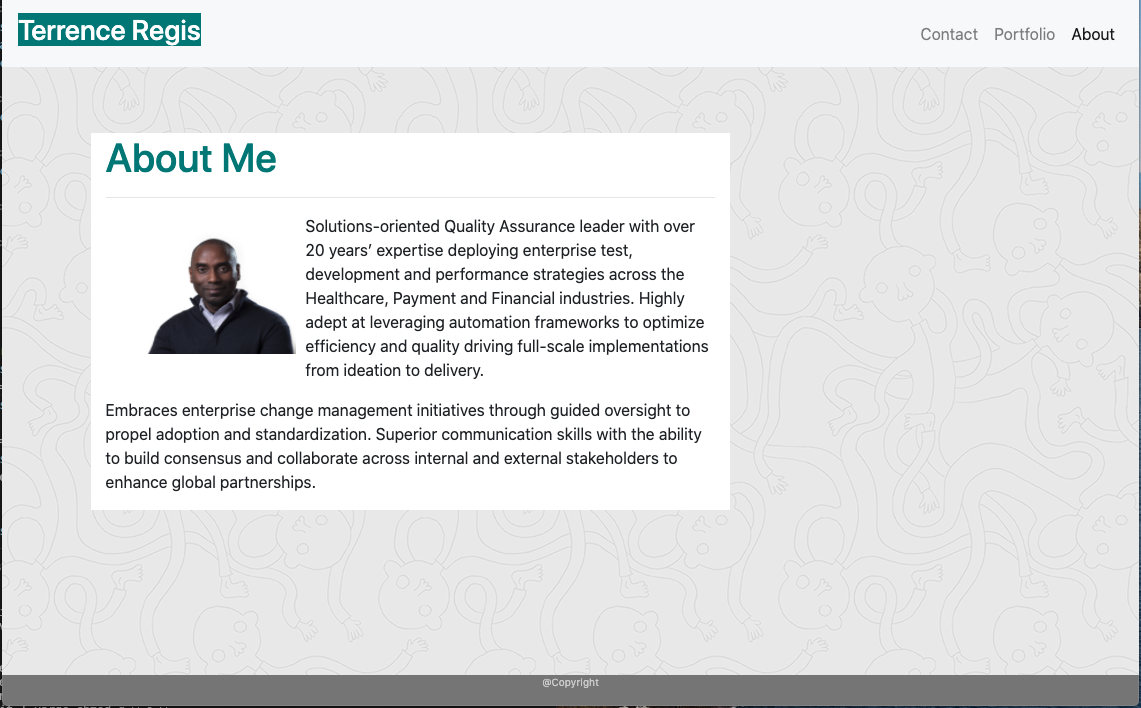 Terrence Regis
Contact Portfolio About
About Me
Solutions-oriented Quality Assurance leader with over
20 years’ expertise deploying enterprise test,
development and performance strategies across the
Healthcare, Payment and Financial industries. Highly
adept at leveraging automation frameworks to optimize
efficiency and quality driving full-scale implementations
from ideation to delivery.
Embraces enterprise change management initiatives through guided oversight to
propel adoption and standardization. Superior communication skills with the ability
to build consensus and collaborate across internal and external stakeholders to
enhance global partnerships.
@Copyright